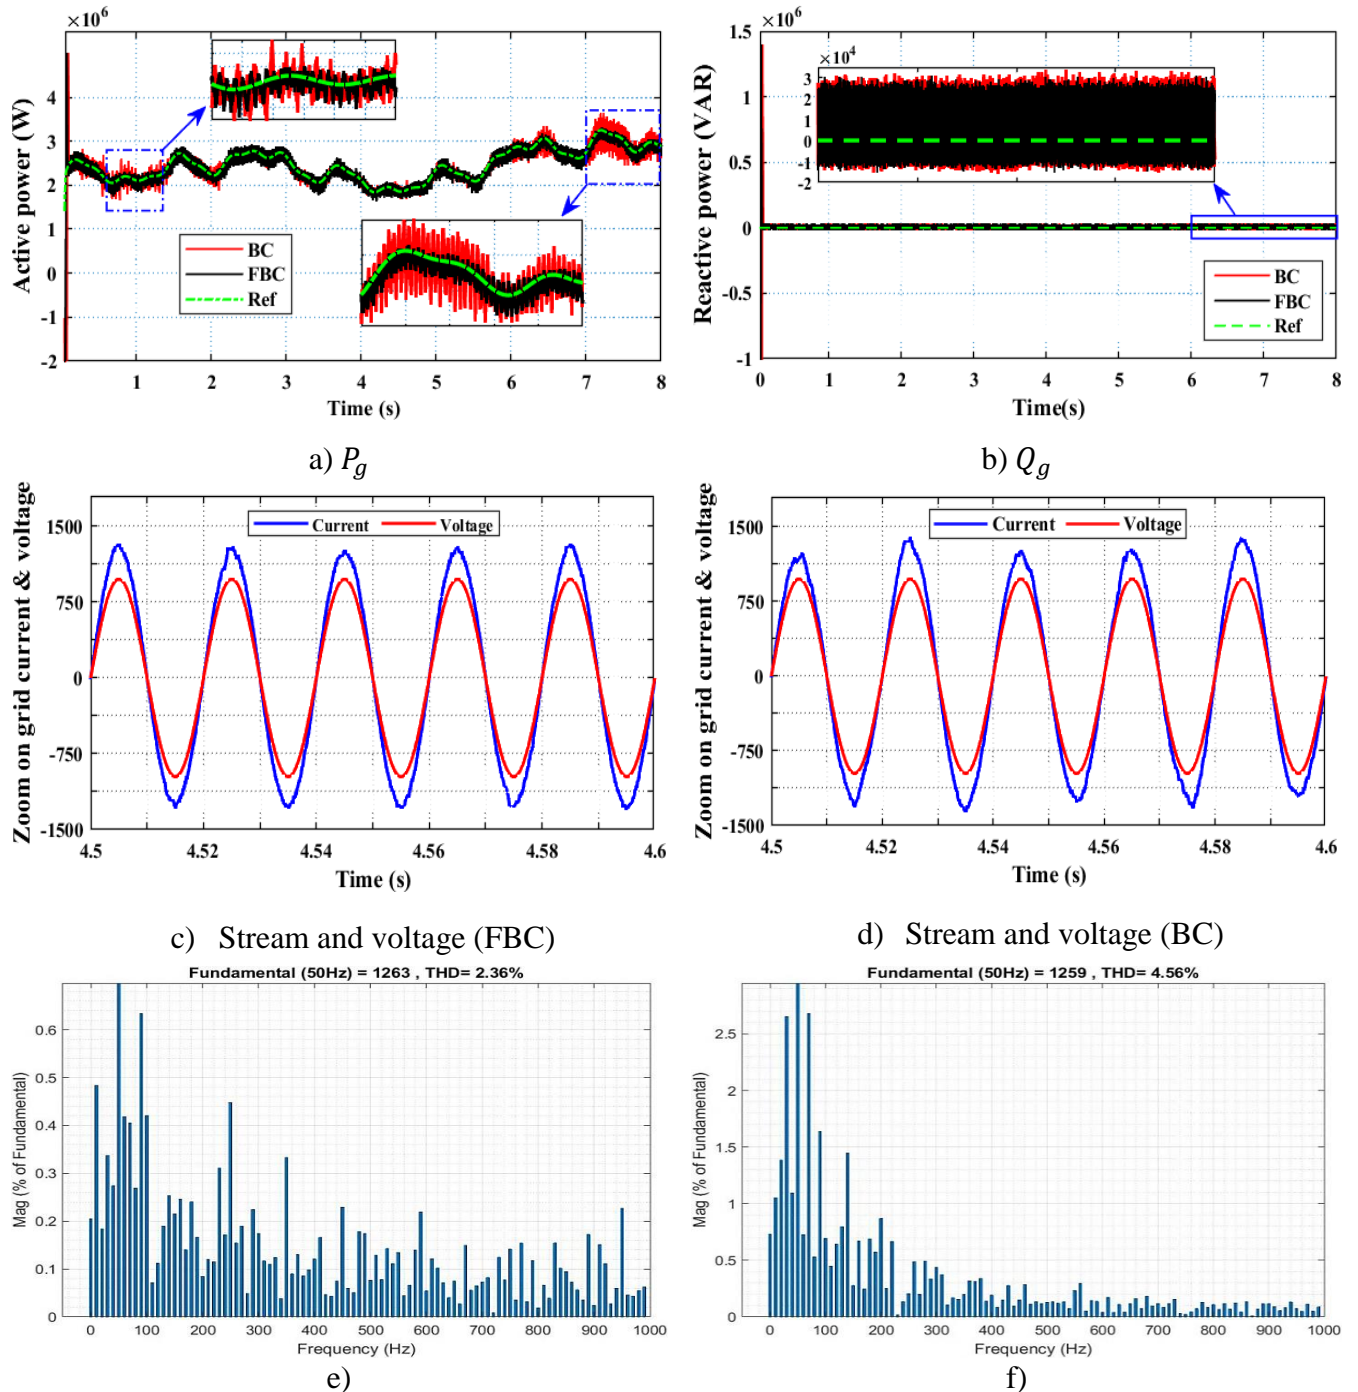 ×10⁶
4
3
2
1
0
-1
-2
Active power (W)
BC
FBC
Ref
1 2 3 4 5 6 7 8
Time (s)
a) P_g
×10⁶
1.5
1
0.5
0
-0.5
-1
Reactive power (VAR)
×10⁴
3
2
1
0
-1
-2
BC
FBC
Ref
0 1 2 3 4 5 6 7 8
Time(s)
b) Q_g
Zoom on grid current & voltage
1500
750
0
-750
-1500
Current Voltage
4.5 4.52 4.54 4.56 4.58 4.6
Time (s)
c) Stream and voltage (FBC)
Zoom on grid current & voltage
1500
750
0
-750
-1500
Current Voltage
4.5 4.52 4.54 4.56 4.58 4.6
Time (s)
d) Stream and voltage (BC)
Fundamental (50Hz) = 1263 , THD= 2.36%
Mag (% of Fundamental)
0.6
0.5
0.4
0.3
0.2
0.1
0
0 100 200 300 400 500 600 700 800 900 1000
Frequency (Hz)
e)
Fundamental (50Hz) = 1259 , THD= 4.56%
Mag (% of Fundamental)
2.5
2
1.5
1
0.5
0
0 100 200 300 400 500 600 700 800 900 1000
Frequency (Hz)
f)